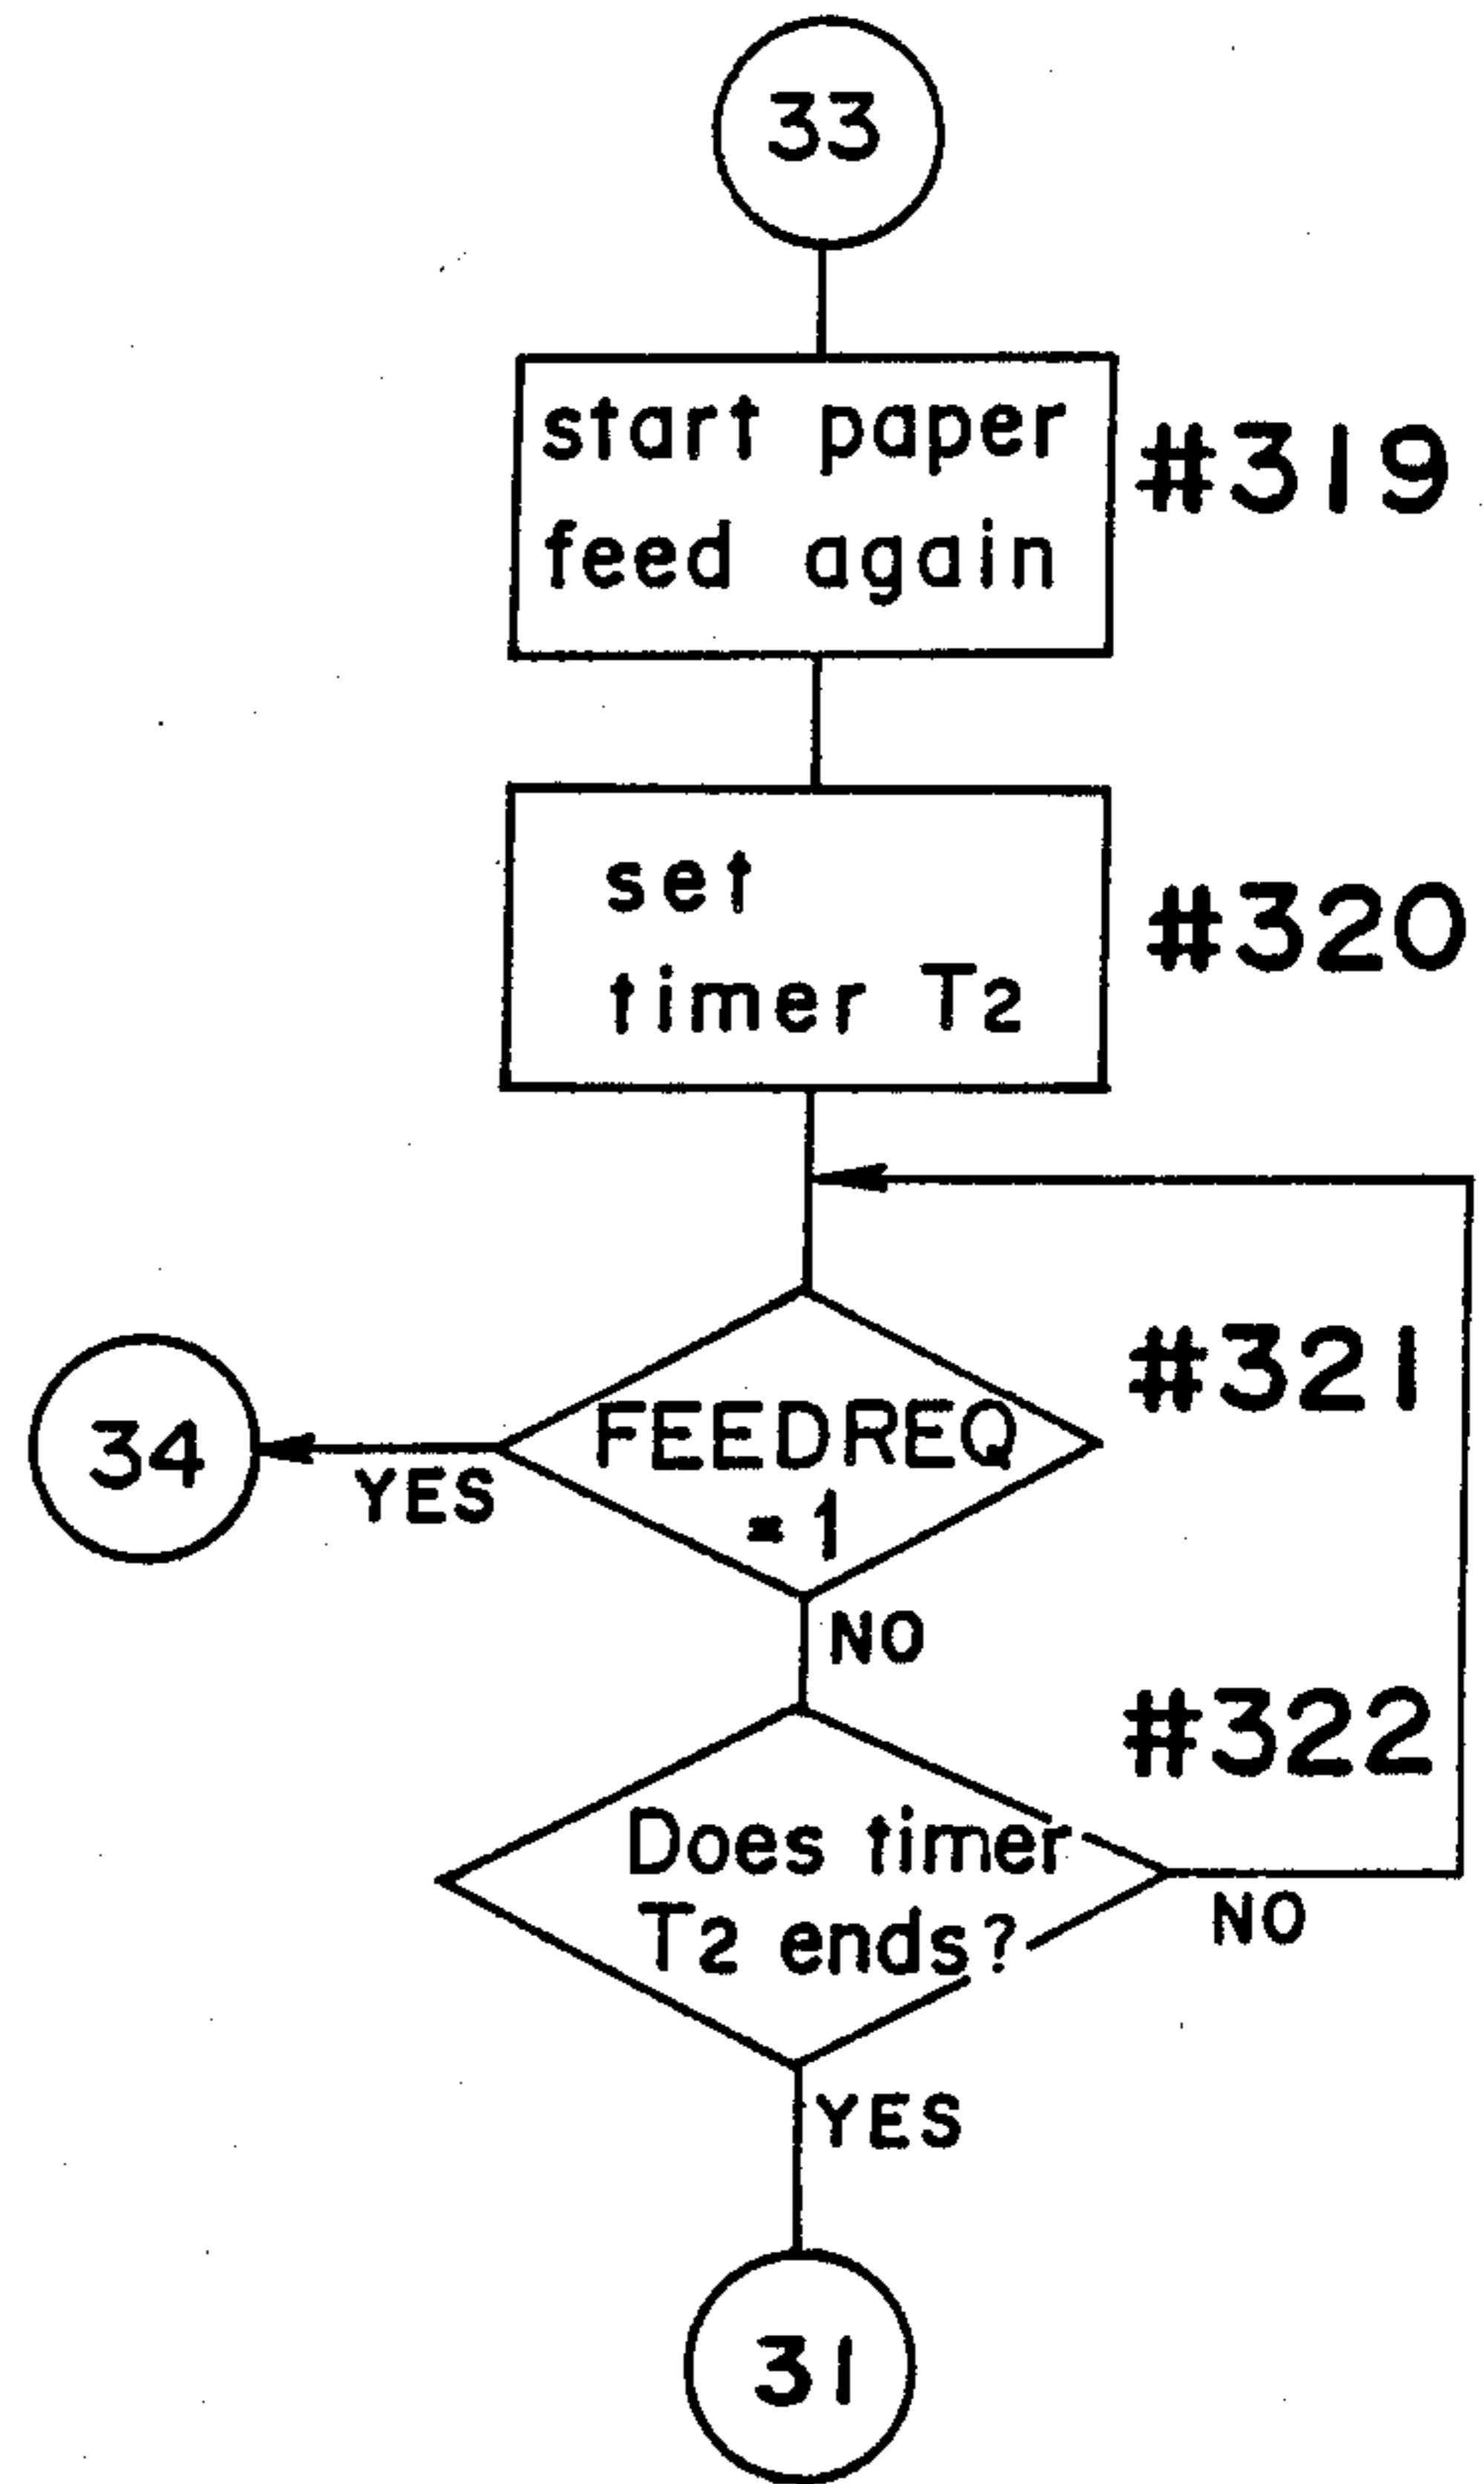 33
start paper
feed again
#319
set
timer T2
#320
#321
FEEDREQ
=1
34
YES
NO
#322
Does timer
T2 ends?
NO
YES
31